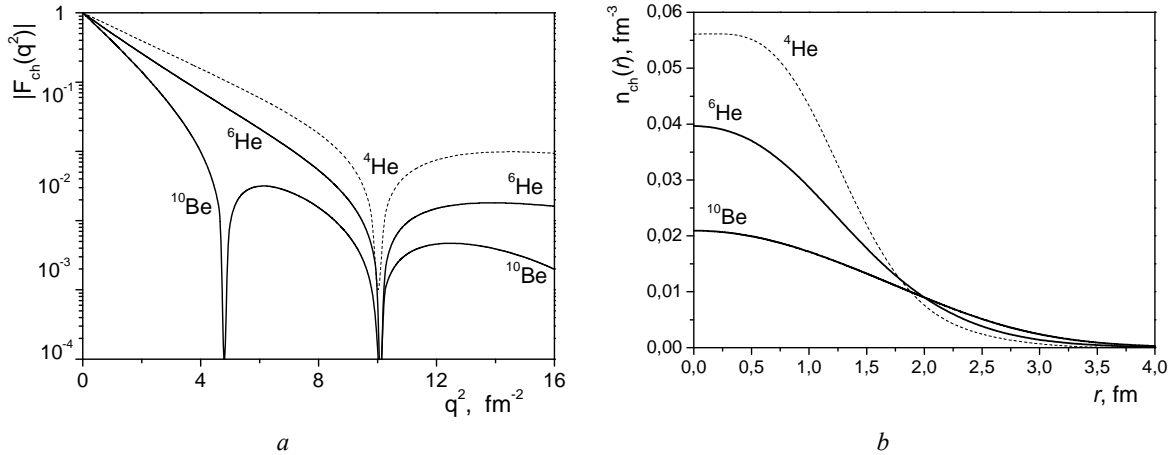 |F_ch(q²)|
1
10⁻¹
10⁻²
10⁻³
10⁻⁴
⁶He
⁴He
¹⁰Be
⁶He
¹⁰Be
0 4 8 12 16
q², fm⁻²
a
n_ch(r), fm⁻³
0,06
0,05
0,04
0,03
0,02
0,01
0,00
⁴He
⁶He
¹⁰Be
0,0 0,5 1,0 1,5 2,0 2,5 3,0 3,5 4,0
r, fm
b